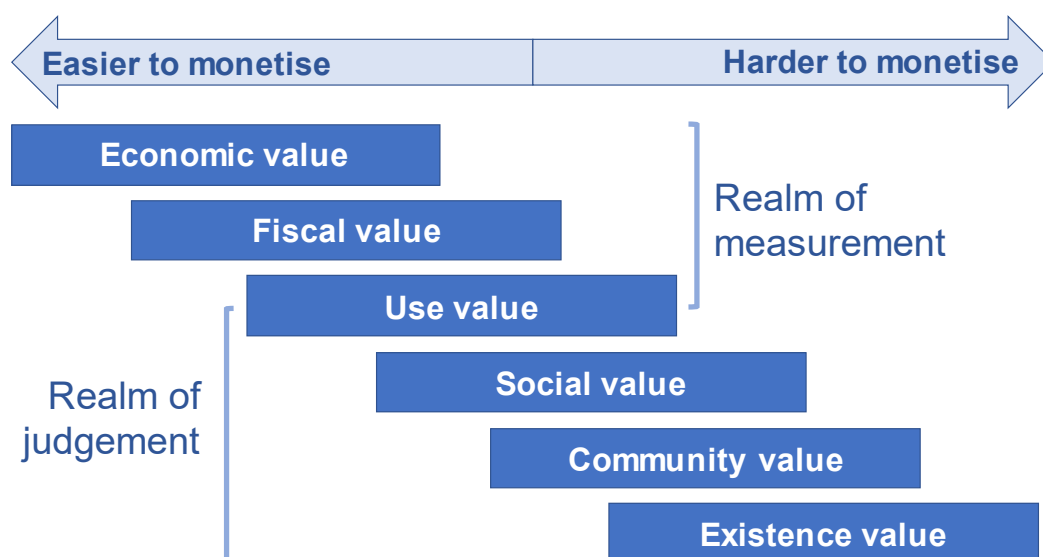 Easier to monetise
Harder to monetise
Economic value
Fiscal value
Realm of
measurement
Use value
Social value
Realm of
judgement
Community value
Existence value